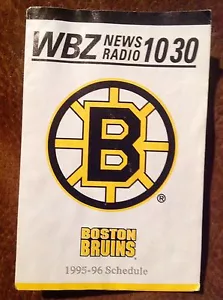 WBZ NEWS RADIO 1030
B
®
BOSTON
BRUINS
1995-96 Schedule